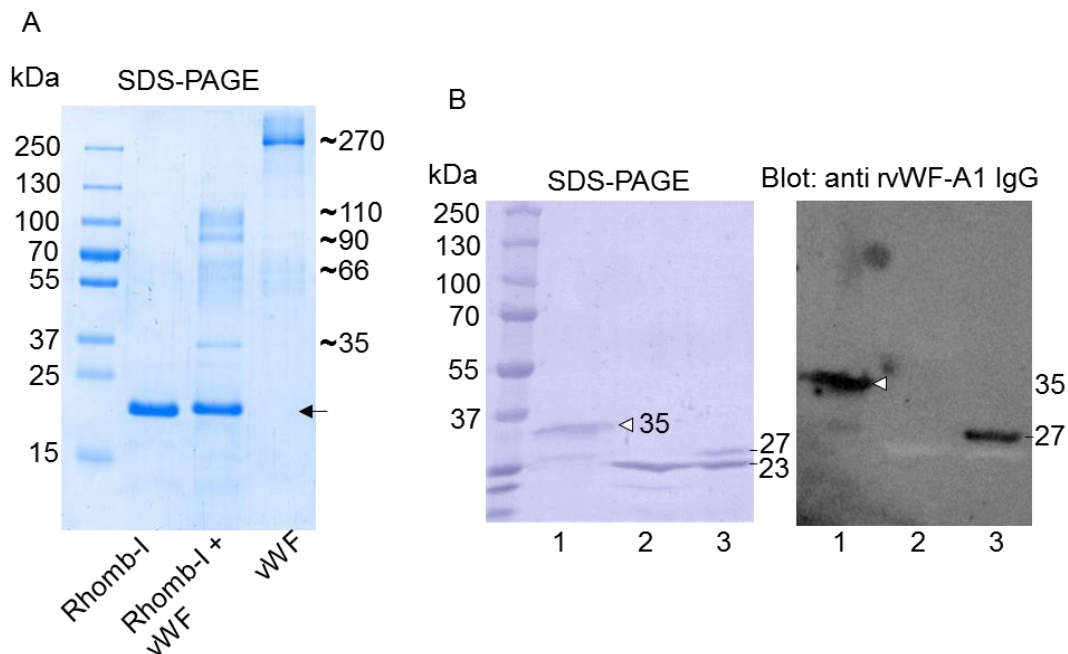 A
kDa
SDS-PAGE
250
130
100
70
55
37
25
15
~270
~110
~90
~66
~35
Rhomb-I
Rhomb-I +
vWF
vWF
B
kDa
SDS-PAGE
250
130
100
70
55
37
35
27
23
1 2 3
Blot: anti rvWF-A1 IgG
35
27
1 2 3